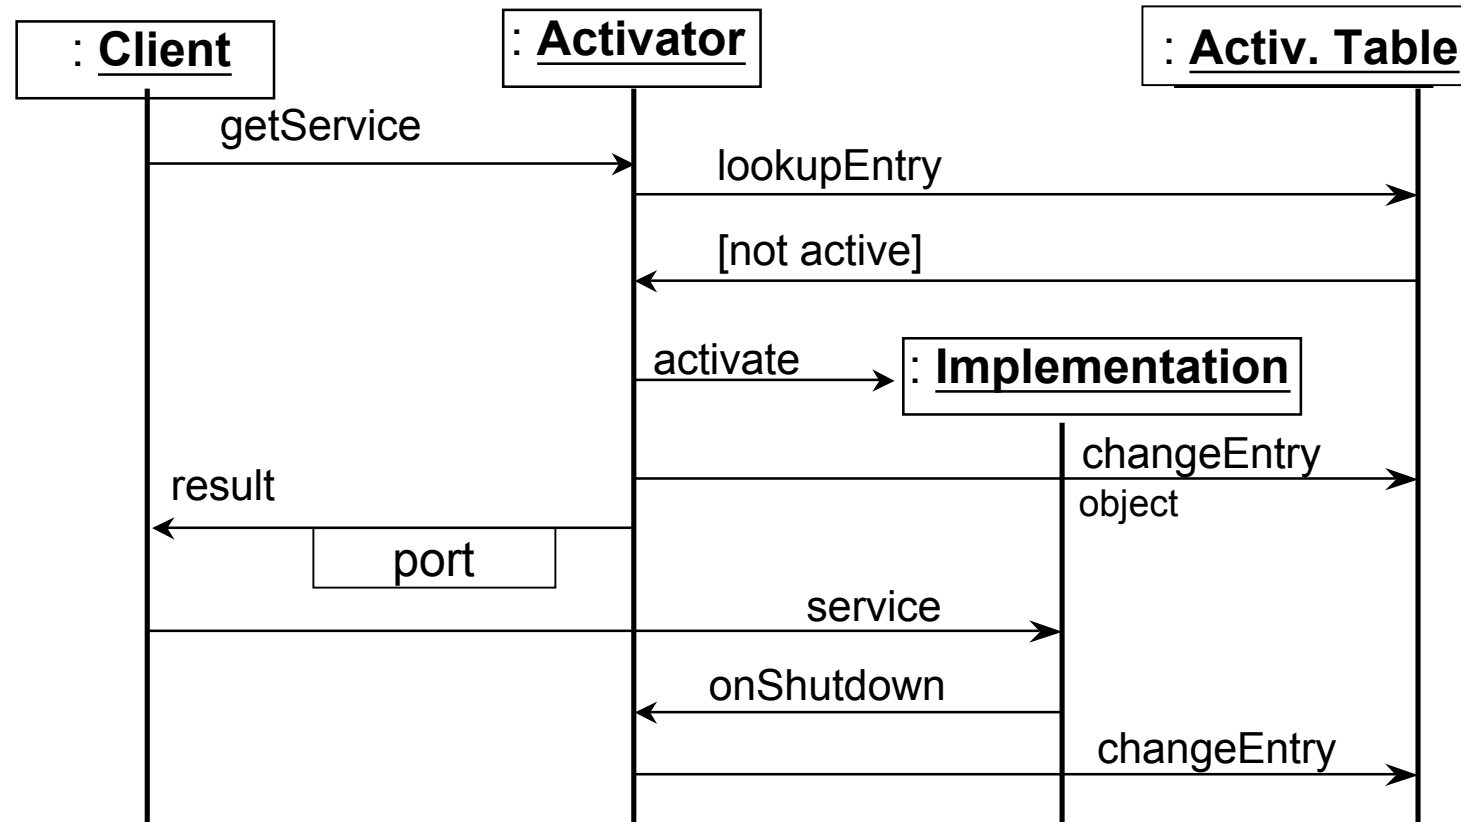 : Client
: Activator
: Activ. Table
getService
lookupEntry
[not active]
activate
: Implementation
changeEntry
object
result
port
service
onShutdown
changeEntry